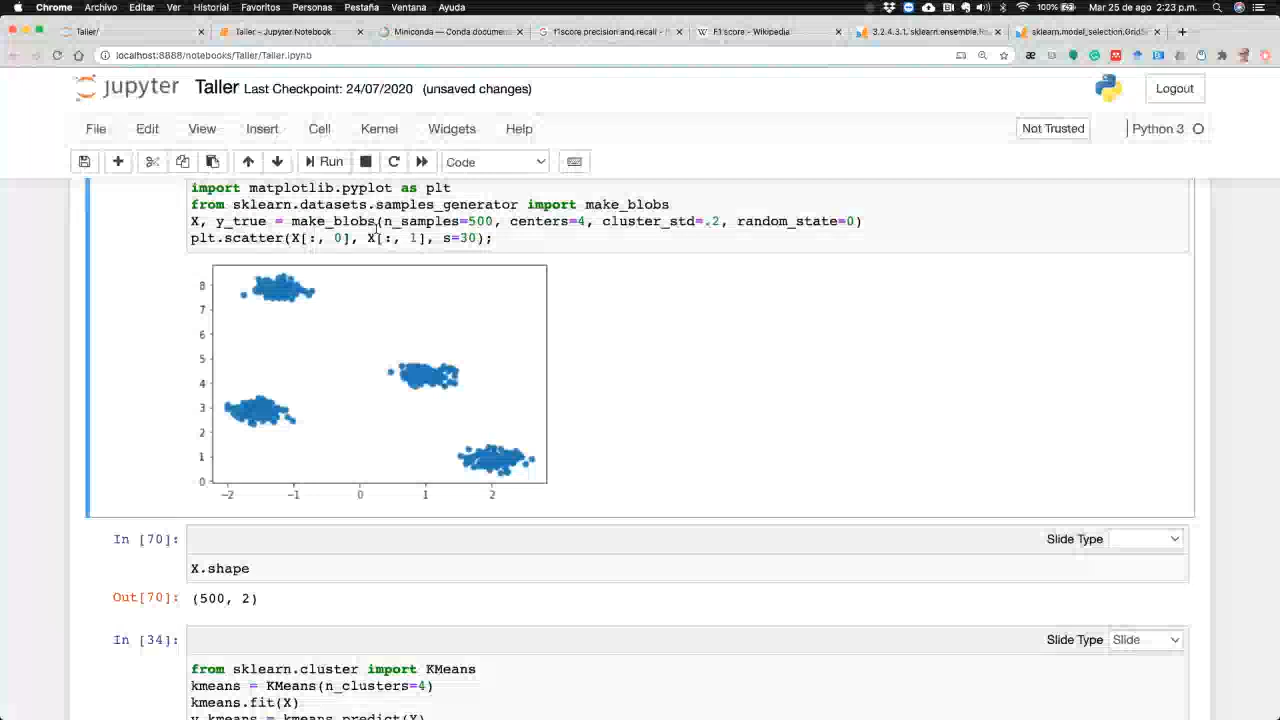 Chrome Archivo Editar Ver Historial Favoritos Personas Pestaña Ventana Ayuda 100% Mar 25 de ago 2:23 p.m.
Taller/ Taller - Jupyter Notebook Miniconda — Conda docume f1score precision and recall - F1 score - Wikipedia 3.2.4.3.1. sklearn.ensemble.Ra sklearn.model_selection.GridS
localhost:8888/notebooks/Taller/Taller.ipynb
jupyter Taller Last Checkpoint: 24/07/2020 (unsaved changes) Logout
File Edit View Insert Cell Kernel Widgets Help Not Trusted Python 3
Run Code
import matplotlib.pyplot as plt
from sklearn.datasets.samples_generator import make_blobs
X, y_true = make_blobs(n_samples=500, centers=4, cluster_std=.2, random_state=0)
plt.scatter(X[:, 0], X[:, 1], s=30);
8
7
6
5
4
3
2
1
0
−2 −1 0 1 2
In [70]: Slide Type
X.shape
Out[70]: (500, 2)
In [34]: Slide Type Slide
from sklearn.cluster import KMeans
kmeans = KMeans(n_clusters=4)
kmeans.fit(X)
y_kmeans = kmeans.predict(X)